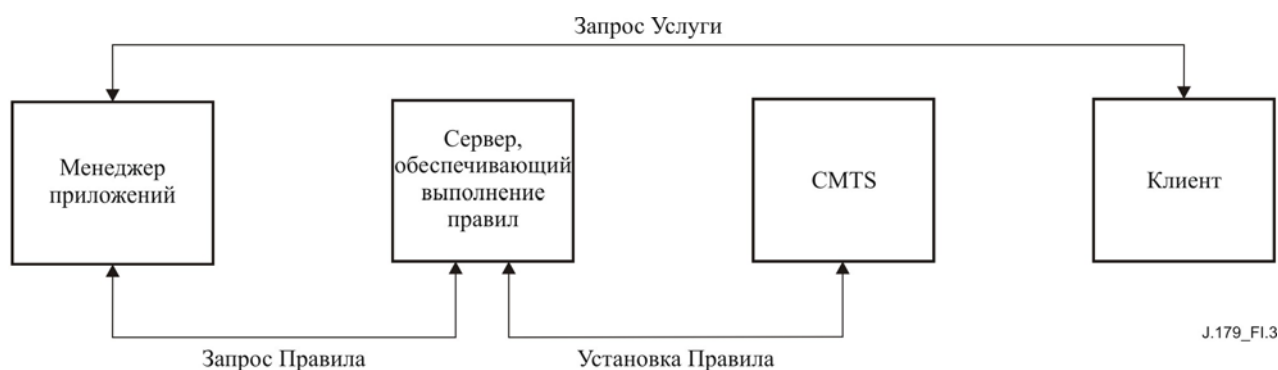 Запрос Услуги
Менеджер
приложений
Сервер,
обеспечивающий
выполнение
правил
CMTS
Клиент
Запрос Правила
Установка Правила
J.179_FI.3